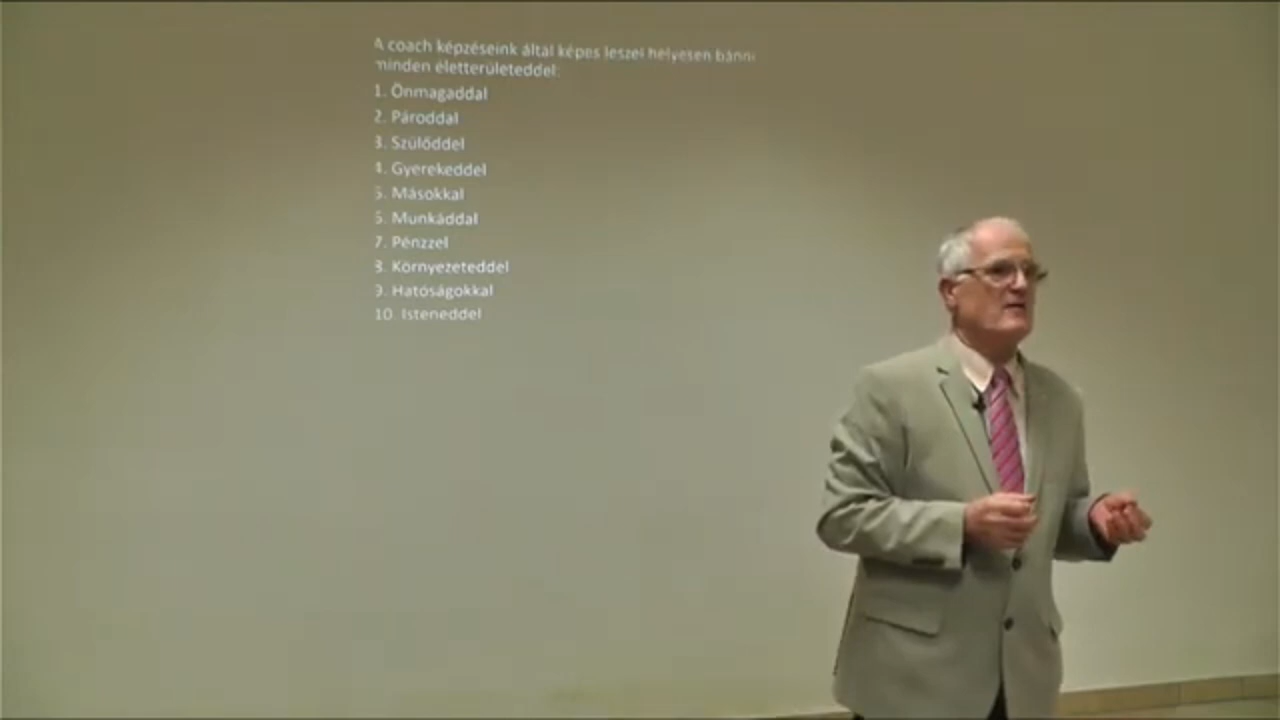 A coach képzéseink által képes leszel helyesen bánni
minden életterületeddel:
1. Önmagaddal
2. Pároddal
3. Szülőddel
4. Gyerekeddel
5. Másokkal
6. Munkáddal
7. Pénzzel
8. Környezeteddel
9. Hatóságokkal
10. Isteneddel